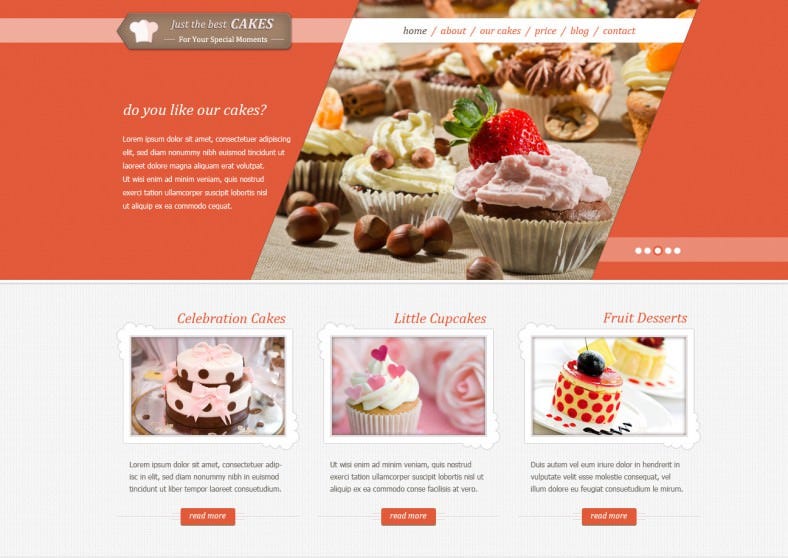 Just the best CAKES
For Your Special Moments
home / about / our cakes / price / blog / contact
do you like our cakes?
Lorem ipsum dolor sit amet, consectetuer adipiscing
elit, sed diam nonummy nibh euismod tincidunt ut
laoreet dolore magna aliquam erat volutpat.
Ut wisi enim ad minim veniam, quis nostrud
exerci tation ullamcorper suscipit lobortis nisl
ut aliquip ex ea commodo cequat.
Celebration Cakes
Lorem ipsum dolor sit amet, consectetuer adip-
isc in elit, sed diam nonummy nibh euismod
tincidunt ut liber tempor laoreet consuetudium.
read more
Little Cupcakes
Ut wisi enim ad minim veniam, quis nostrud
exerci tation ullamcorper suscipit lobortis nisl ut
aliquip ex ea commodo conse facilisis at vero.
read more
Fruit Desserts
Duis autem vel eum iriure dolor in hendrerit in
vulputate velit esse molestie consequat, vel
illum dolore eu feugiat consuetudium le mirum.
read more